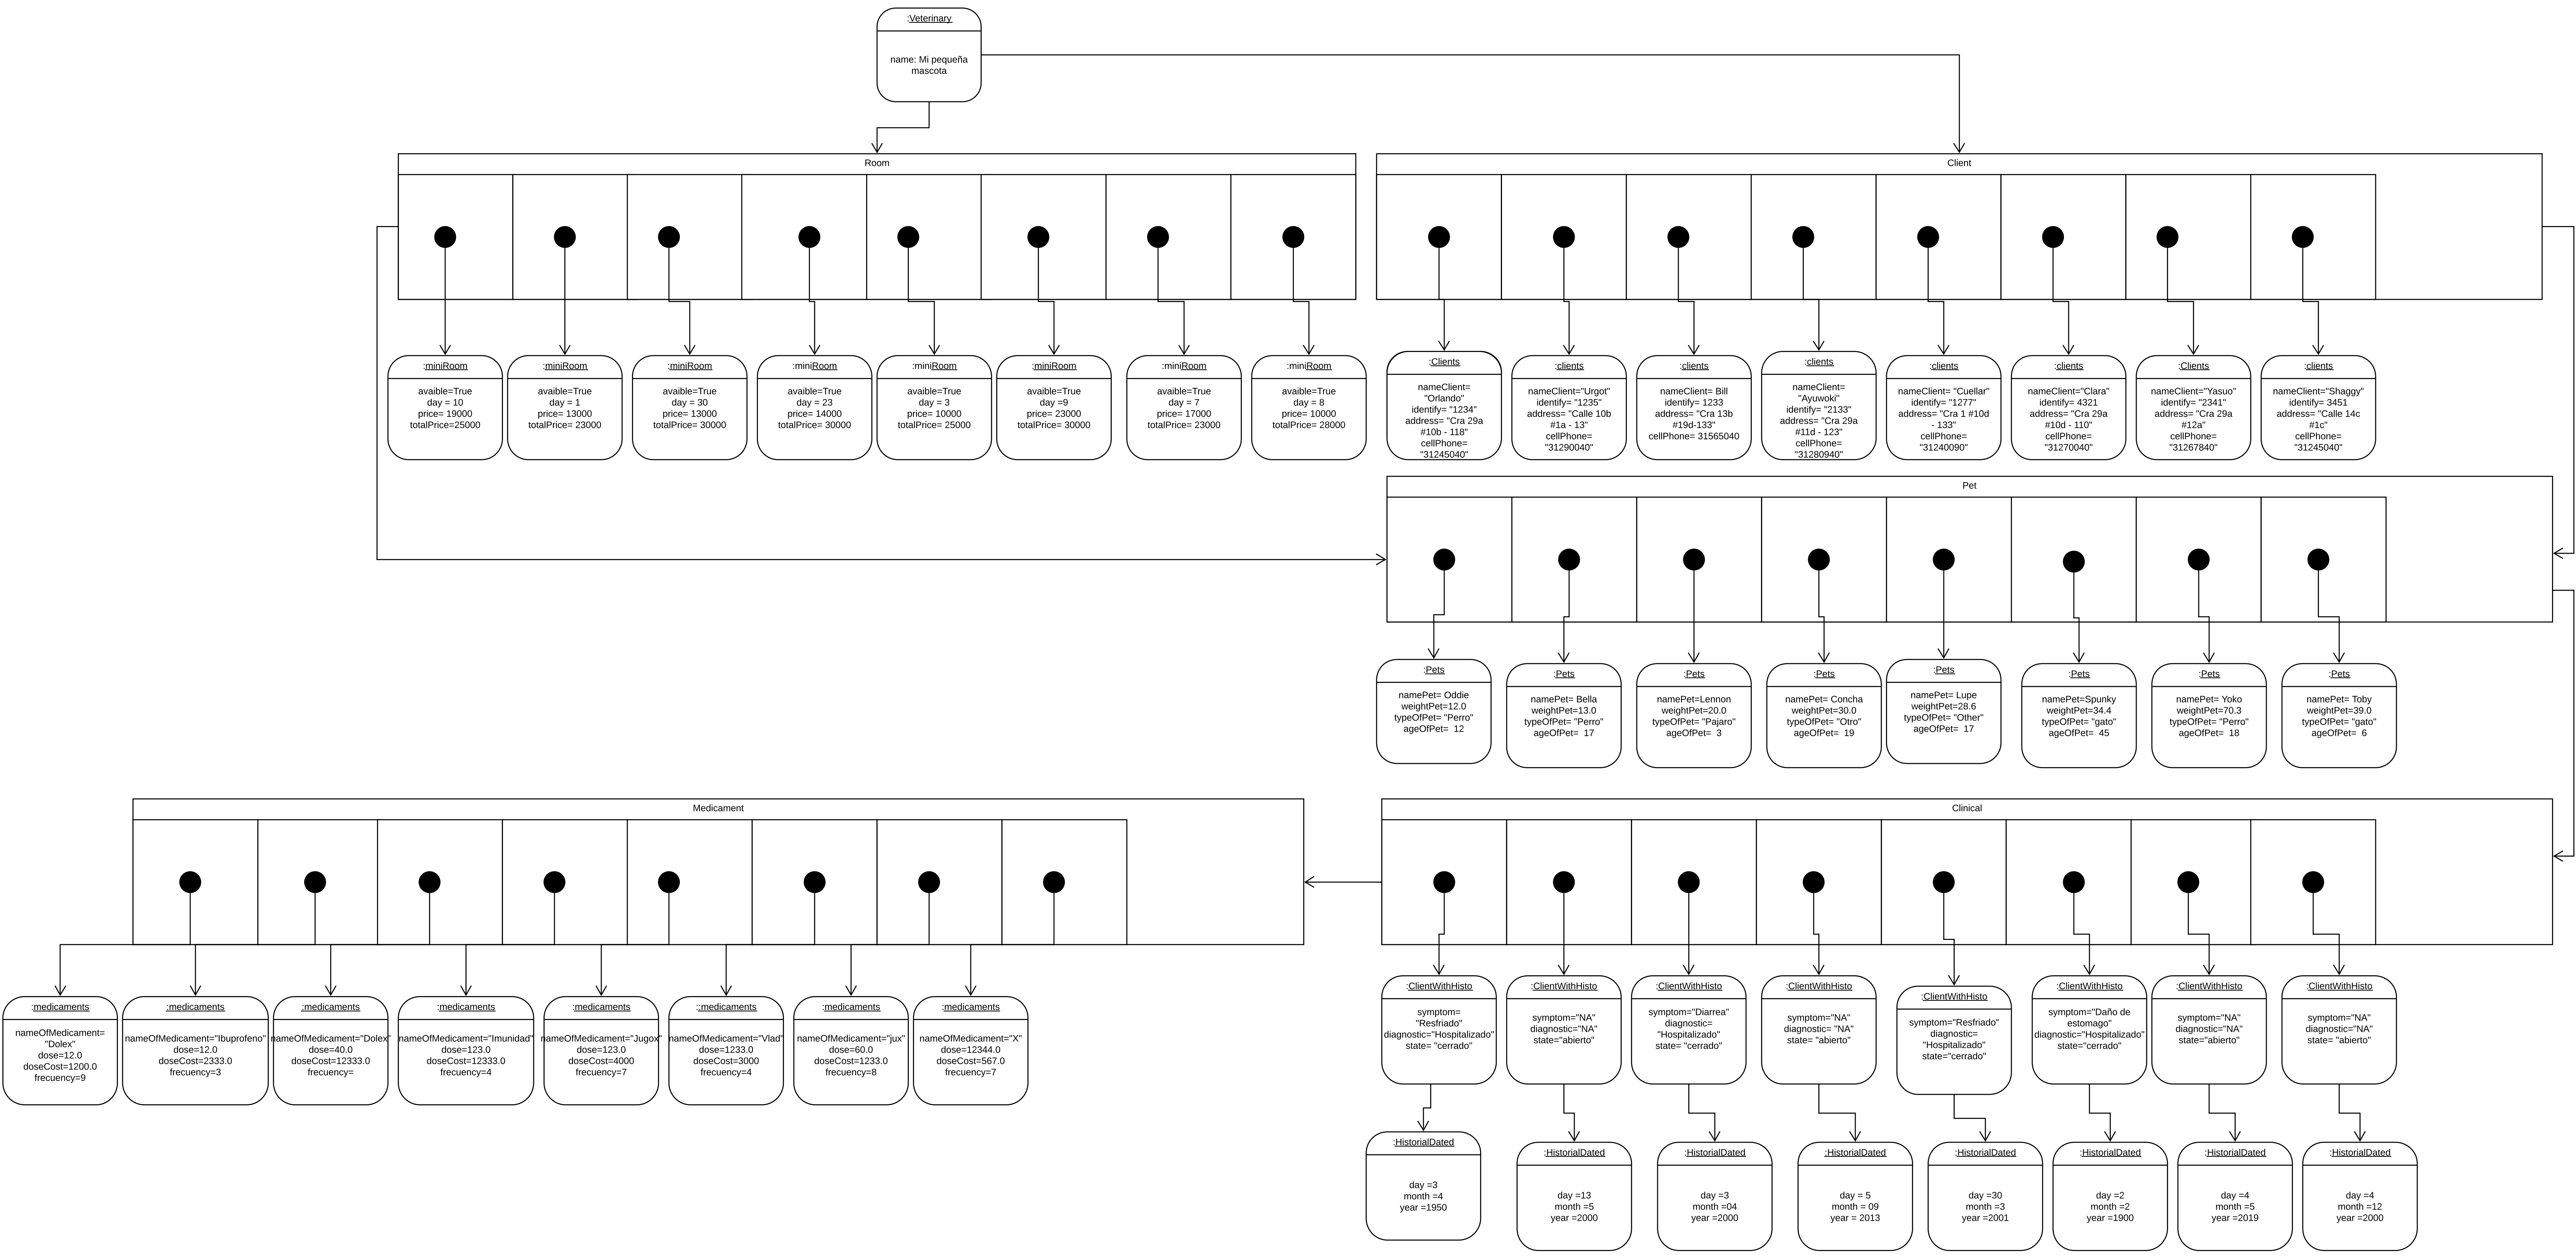 :Veterinary
name: Mi pequeña
mascota
Room
Client
:miniRoom
avaible=True
day = 10
price= 19000
totalPrice=25000
:miniRoom
avaible=True
day = 1
price= 13000
totalPrice= 23000
:miniRoom
avaible=True
day = 30
price= 13000
totalPrice= 30000
:miniRoom
avaible=True
day = 23
price= 14000
totalPrice= 30000
:miniRoom
avaible=True
day = 3
price= 10000
totalPrice= 25000
:miniRoom
avaible=True
day =9
price= 23000
totalPrice= 30000
:miniRoom
avaible=True
day = 7
price= 17000
totalPrice= 23000
:miniRoom
avaible=True
day = 8
price= 10000
totalPrice= 28000
:Clients
nameClient=
"Orlando"
identify= "1234"
address= "Cra 29a
#10b - 118"
cellPhone=
"31245040"
:clients
nameClient="Urgot"
identify= "1235"
address= "Calle 10b
#1a - 13"
cellPhone=
"31290040"
:clients
nameClient= Bill
identify= 1233
address= "Cra 13b
#19d-133"
cellPhone= 31565040
:clients
nameClient=
"Ayuwoki"
identify= "2133"
address= "Cra 29a
#11d - 123"
cellPhone=
"31280940"
:clients
nameClient= "Cuellar"
identify= "1277"
address= "Cra 1 #10d
- 133"
cellPhone=
"31240090"
:clients
nameClient="Clara"
identify= 4321
address= "Cra 29a
#10d - 110"
cellPhone=
"31270040"
:Clients
nameClient="Yasuo"
identify= "2341"
address= "Cra 29a
#12a"
cellPhone=
"31267840"
:clients
nameClient="Shaggy"
identify= 3451
address= "Calle 14c
#1c"
cellPhone=
"31245040"
Pet
:Pets
namePet= Oddie
weightPet=12.0
typeOfPet= "Perro"
ageOfPet= 12
:Pets
namePet= Bella
weightPet=13.0
typeOfPet= "Perro"
ageOfPet= 17
:Pets
namePet=Lennon
weightPet=20.0
typeOfPet= "Pajaro"
ageOfPet= 3
:Pets
namePet= Concha
weightPet=30.0
typeOfPet= "Otro"
ageOfPet= 19
:Pets
namePet= Lupe
weightPet=28.6
typeOfPet= "Other"
ageOfPet= 17
:Pets
namePet=Spunky
weightPet=34.4
typeOfPet= "gato"
ageOfPet= 45
:Pets
namePet= Yoko
weightPet=70.3
typeOfPet= "Perro"
ageOfPet= 18
:Pets
namePet= Toby
weightPet=39.0
typeOfPet= "gato"
ageOfPet= 6
Medicament
Clinical
:medicaments
nameOfMedicament=
"Dolex"
dose=12.0
doseCost=1200.0
frecuency=9
:medicaments
nameOfMedicament="Ibuprofeno"
dose=12.0
doseCost=2333.0
frecuency=3
:medicaments
nameOfMedicament="Dolex"
dose=40.0
doseCost=12333.0
frecuency=
:medicaments
nameOfMedicament="Imunidad"
dose=123.0
doseCost=12333.0
frecuency=4
:medicaments
nameOfMedicament="Jugox"
dose=123.0
doseCost=4000
frecuency=7
::medicaments
nameOfMedicament="Vlad"
dose=1233.0
doseCost=3000
frecuency=4
:medicaments
nameOfMedicament="jux"
dose=60.0
doseCost=1233.0
frecuency=8
:medicaments
nameOfMedicament="X"
dose=12344.0
doseCost=567.0
frecuency=7
:ClientWithHisto
symptom=
"Resfriado"
diagnostic="Hospitalizado"
state= "cerrado"
:ClientWithHisto
symptom="NA"
diagnostic="NA"
state="abierto"
:ClientWithHisto
symptom="Diarrea"
diagnostic=
"Hospitalizado"
state= "cerrado"
:ClientWithHisto
symptom="NA"
diagnostic= "NA"
state= "abierto"
:ClientWithHisto
symptom="Resfriado"
diagnostic=
"Hospitalizado"
state="cerrado"
:ClientWithHisto
symptom="Daño de
estomago"
diagnostic="Hospitalizado"
state="cerrado"
:ClientWithHisto
symptom="NA"
diagnostic="NA"
state="abierto"
:ClientWithHisto
symptom="NA"
diagnostic="NA"
state= "abierto"
:HistorialDated
day =3
month =4
year =1950
:HistorialDated
day =13
month =5
year =2000
:HistorialDated
day =3
month =04
year =2000
:HistorialDated
day = 5
month = 09
year = 2013
:HistorialDated
day =30
month =3
year =2001
:HistorialDated
day =2
month =2
year =1900
:HistorialDated
day =4
month =5
year =2019
:HistorialDated
day =4
month =12
year =2000